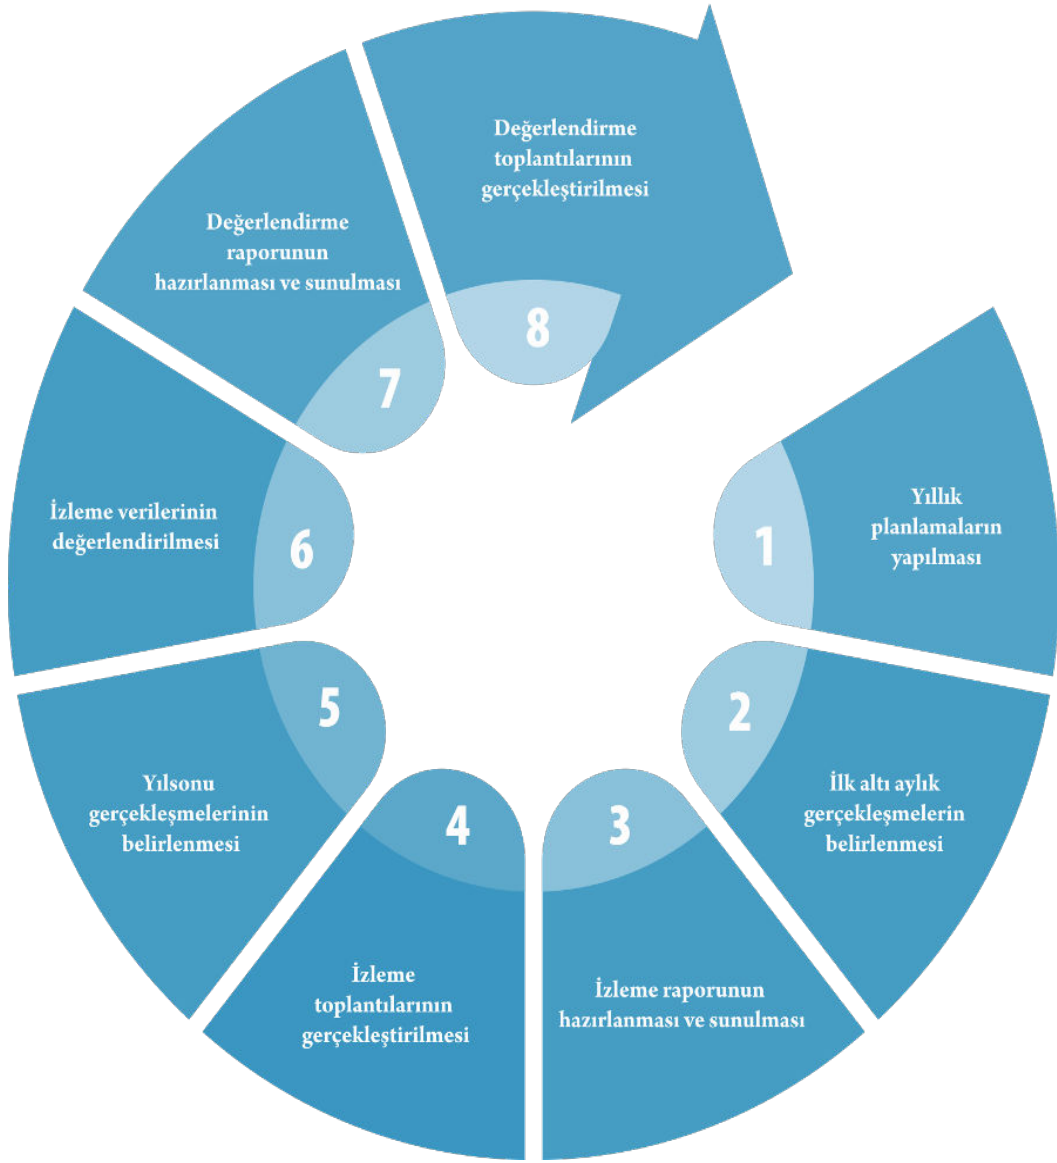 1
Yıllık
planlamaların
yapılması
2
İlk altı aylık
gerçekleşmelerin
belirlenmesi
3
İzleme raporunun
hazırlanması ve sunulması
4
İzleme
toplantılarının
gerçekleştirilmesi
5
Yılsonu
gerçekleşmelerinin
belirlenmesi
6
İzleme verilerinin
değerlendirilmesi
7
Değerlendirme
raporunun
hazırlanması ve sunulması
8
Değerlendirme
toplantılarının
gerçekleştirilmesi